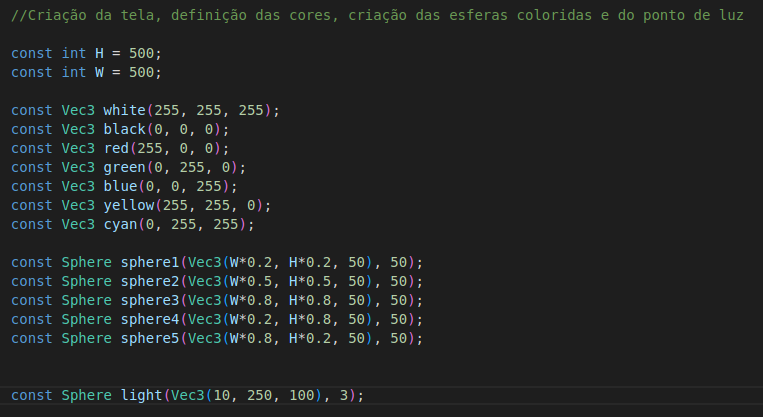 //Criação da tela, definição das cores, criação das esferas coloridas e do ponto de luz
const int H = 500;
const int W = 500;
const Vec3 white(255, 255, 255);
const Vec3 black(0, 0, 0);
const Vec3 red(255, 0, 0);
const Vec3 green(0, 255, 0);
const Vec3 blue(0, 0, 255);
const Vec3 yellow(255, 255, 0);
const Vec3 cyan(0, 255, 255);
const Sphere sphere1(Vec3(W*0.2, H*0.2, 50), 50);
const Sphere sphere2(Vec3(W*0.5, H*0.5, 50), 50);
const Sphere sphere3(Vec3(W*0.8, H*0.8, 50), 50);
const Sphere sphere4(Vec3(W*0.2, H*0.8, 50), 50);
const Sphere sphere5(Vec3(W*0.8, H*0.2, 50), 50);
const Sphere light(Vec3(10, 250, 100), 3);